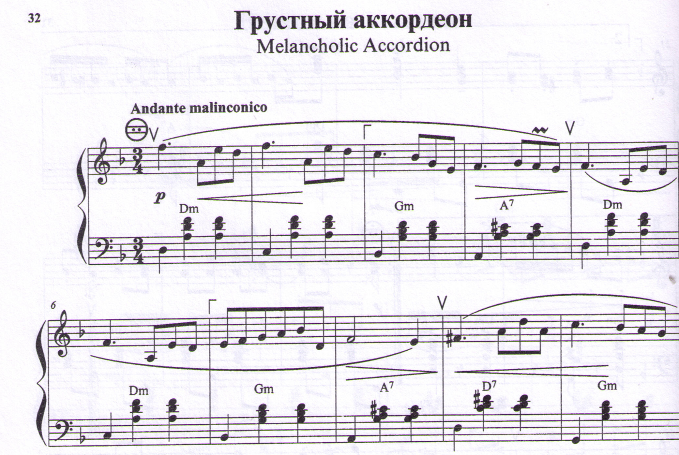 32
Грустный аккордеон
Melancholic Accordion
Andante malinconico
p
Dm Gm A7 Dm
6
Dm Gm A7 D7 Gm